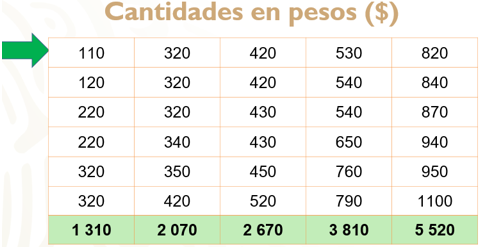 Cantidades en pesos ($)
110 320 420 530 820
120 320 420 540 840
220 320 430 540 870
220 340 430 650 940
320 350 450 760 950
320 420 520 790 1100
1 310 2 070 2 670 3 810 5 520